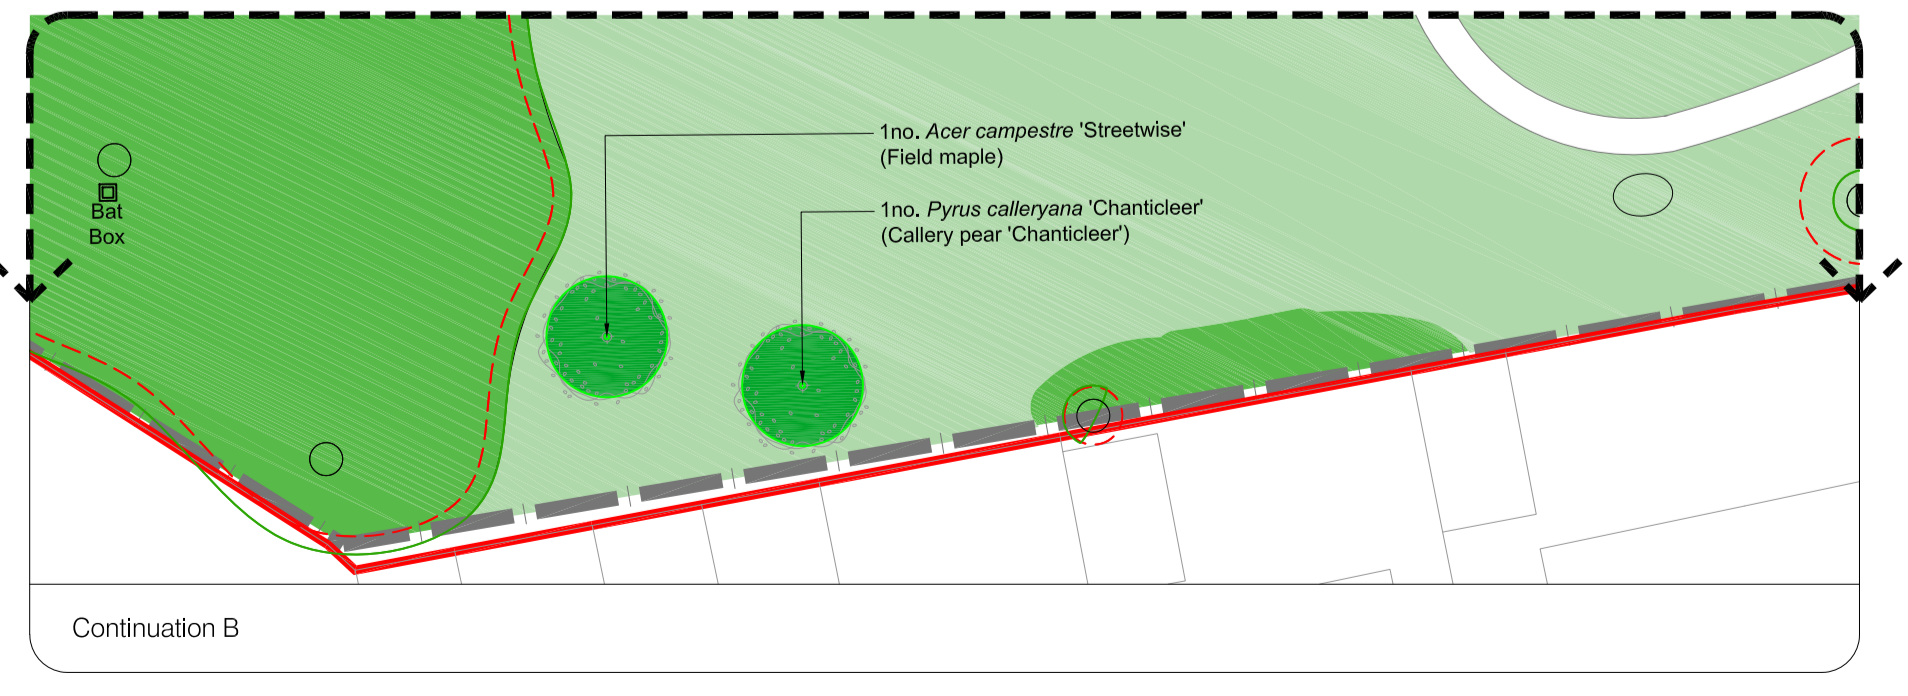 1no. Acer campestre 'Streetwise'
(Field maple)
1no. Pyrus calleryana 'Chanticleer'
(Callery pear 'Chanticleer')
Bat
Box
Continuation B